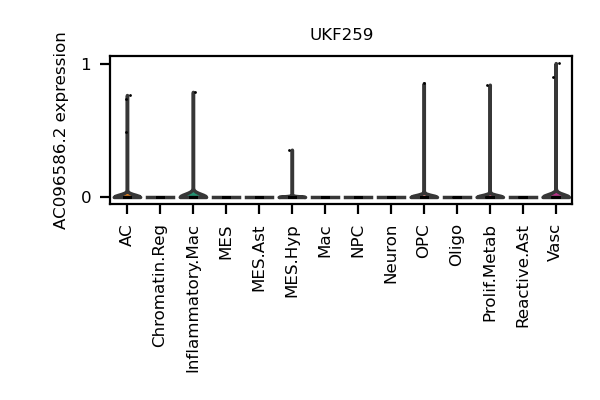 UKF259
AC096586.2 expression
1
0
AC
Chromatin.Reg
Inflammatory.Mac
MES
MES.Ast
MES.Hyp
Mac
NPC
Neuron
OPC
Oligo
Prolif.Metab
Reactive.Ast
Vasc